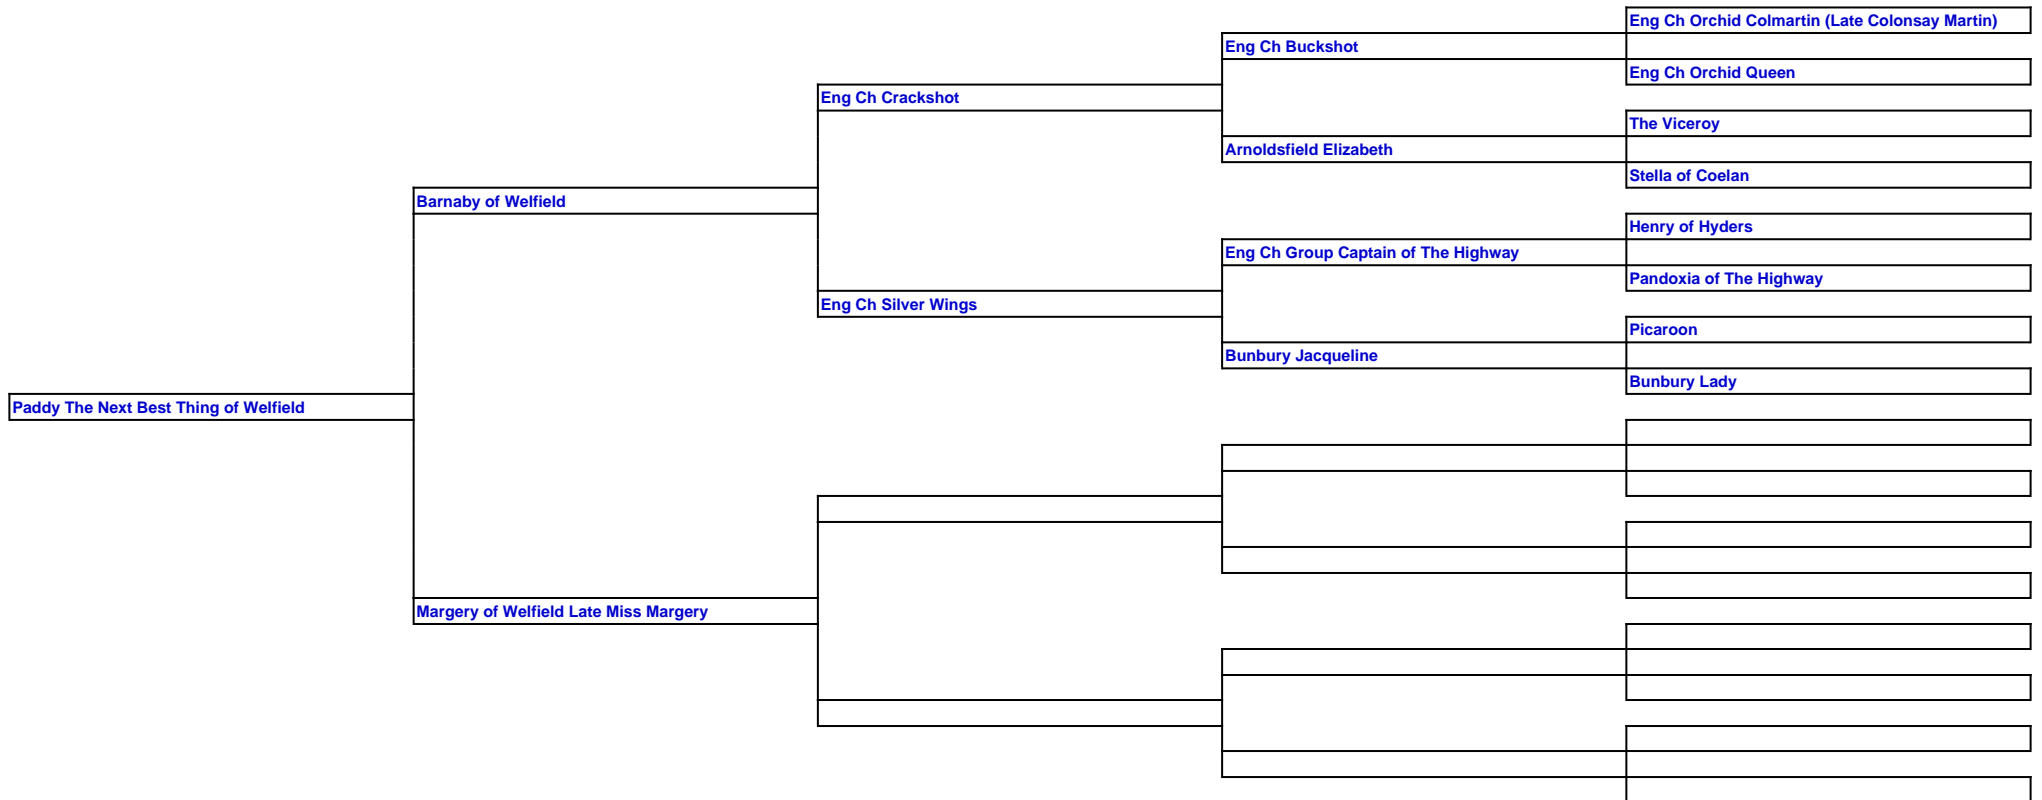 Eng Ch Orchid Colmartin (Late Colonsay Martin)
Eng Ch Buckshot
Eng Ch Orchid Queen
Eng Ch Crackshot
The Viceroy
Arnoldsfield Elizabeth
Stella of Coelan
Barnaby of Welfield
Henry of Hyders
Eng Ch Group Captain of The Highway
Pandoxia of The Highway
Eng Ch Silver Wings
Picaroon
Bunbury Jacqueline
Bunbury Lady
Paddy The Next Best Thing of Welfield
Margery of Welfield Late Miss Margery